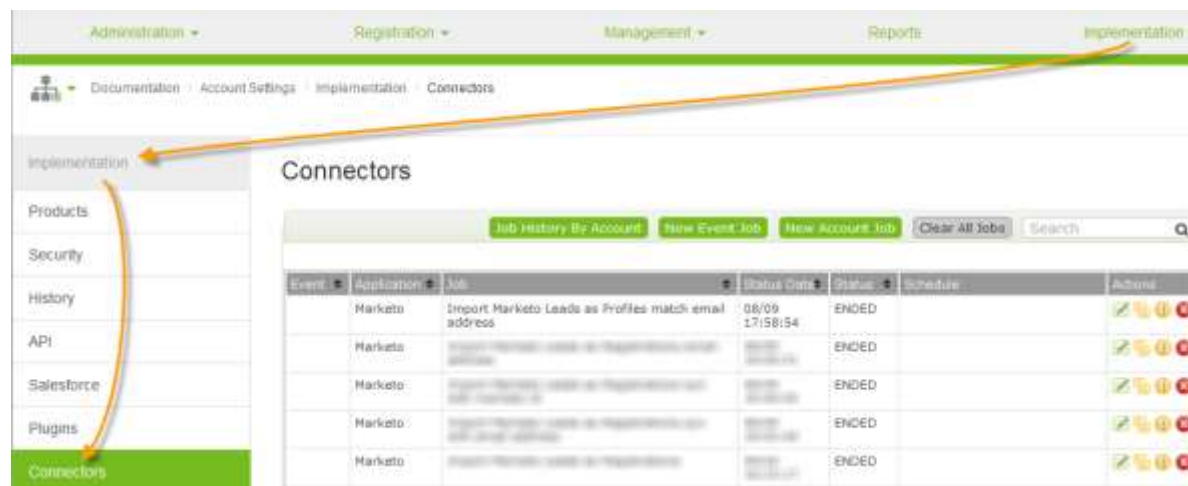 Administration Registration Management Reports Implementation
Documentation Account Settings Implementation Connectors
Implementation
Connectors
Products
Job History By Account New Event Job New Account Job Clear All Jobs Search
Security
Event Application Job Status Date Status Schedule Actions
History
Marketo Import Marketo Leads as Profiles match email 08/09 ENDED
address 17:58:54
API
Marketo ENDED
Salesforce
Marketo ENDED
Plugins
Marketo ENDED
Connectors
Marketo ENDED